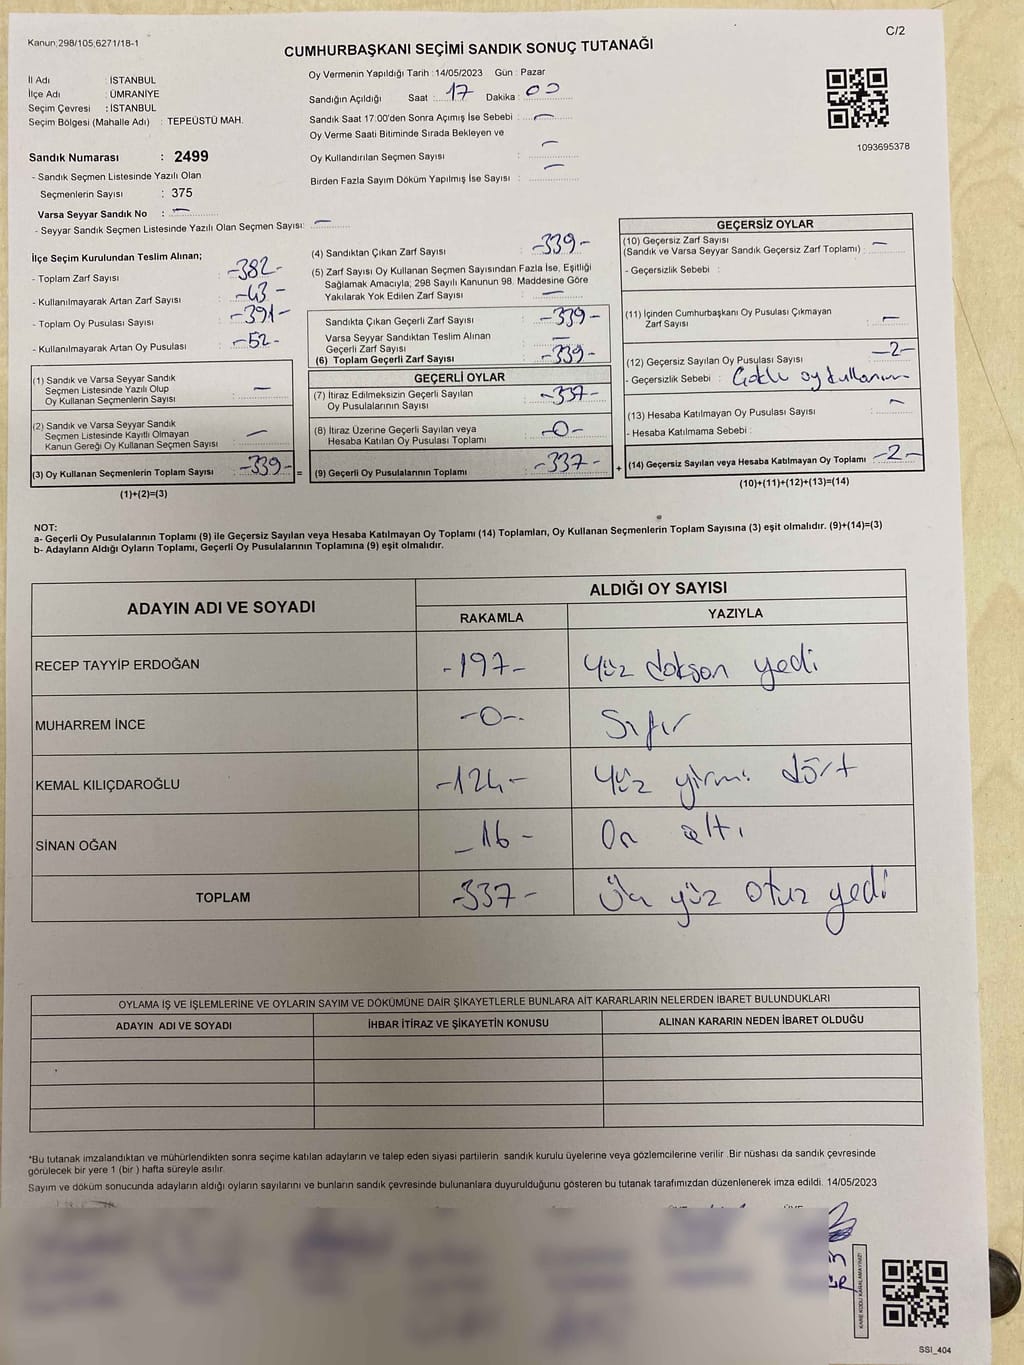 Kanun;298/105;6271/18-1
C/2
CUMHURBAŞKANI SEÇİMİ SANDIK SONUÇ TUTANAĞI
İl Adı : İSTANBUL
İlçe Adı : ÜMRANİYE
Seçim Çevresi : İSTANBUL
Seçim Bölgesi (Mahalle Adı) : TEPEÜSTÜ MAH.
Oy Vermenin Yapıldığı Tarih : 14/05/2023 Gün : Pazar
Sandığın Açıldığı Saat : 17 Dakika : 00
Sandık Saat 17:00'den Sonra Açımış İse Sebebi : —
Oy Verme Saati Bitiminde Sırada Bekleyen ve
Oy Kullandırılan Seçmen Sayısı : —
Birden Fazla Sayım Döküm Yapılmış İse Sayısı : —
1093695378
Sandık Numarası : 2499
- Sandık Seçmen Listesinde Yazılı Olan
Seçmenlerin Sayısı : 375
Varsa Seyyar Sandık No : —
- Seyyar Sandık Seçmen Listesinde Yazılı Olan Seçmen Sayısı: —
İlçe Seçim Kurulundan Teslim Alınan;
- Toplam Zarf Sayısı : -382-
- Kullanılmayarak Artan Zarf Sayısı : -43-
- Toplam Oy Pusulası Sayısı : -391-
- Kullanılmayarak Artan Oy Pusulası : -52-
(1) Sandık ve Varsa Seyyar Sandık
Seçmen Listesinde Yazılı Olup
Oy Kullanan Seçmenlerin Sayısı : —
(2) Sandık ve Varsa Seyyar Sandık
Seçmen Listesinde Kayıtlı Olmayan
Kanun Gereği Oy Kullanan Seçmen Sayısı : —
(3) Oy Kullanan Seçmenlerin Toplam Sayısı : -339-
(1)+(2)=(3)
(4) Sandıktan Çıkan Zarf Sayısı : -339-
(5) Zarf Sayısı Oy Kullanan Seçmen Sayısından Fazla İse, Eşitliği
Sağlamak Amacıyla; 298 Sayılı Kanunun 98. Maddesine Göre
Yakılarak Yok Edilen Zarf Sayısı : —
Sandıkta Çıkan Geçerli Zarf Sayısı : -339-
Varsa Seyyar Sandıktan Teslim Alınan
Geçerli Zarf Sayısı : —
(6) Toplam Geçerli Zarf Sayısı : -339-
GEÇERLİ OYLAR
(7) İtiraz Edilmeksizin Geçerli Sayılan
Oy Pusulalarının Sayısı : -337-
(8) İtiraz Üzerine Geçerli Sayılan veya
Hesaba Katılan Oy Pusulası Toplamı : -0-
= (9) Geçerli Oy Pusulalarının Toplamı : -337-
GEÇERSİZ OYLAR
(10) Geçersiz Zarf Sayısı
(Sandık ve Varsa Seyyar Sandık Geçersiz Zarf Toplamı) : —
- Geçersizlik Sebebi :
(11) İçinden Cumhurbaşkanı Oy Pusulası Çıkmayan
Zarf Sayısı : —
(12) Geçersiz Sayılan Oy Pusulası Sayısı : -2-
- Geçersizlik Sebebi : Çoklu oy kullanımı
(13) Hesaba Katılmayan Oy Pusulası Sayısı : —
- Hesaba Katılmama Sebebi :
+ (14) Geçersiz Sayılan veya Hesaba Katılmayan Oy Toplamı -2-
(10)+(11)+(12)+(13)=(14)
NOT:
a- Geçerli Oy Pusulalarının Toplamı (9) ile Geçersiz Sayılan veya Hesaba Katılmayan Oy Toplamı (14) Toplamları, Oy Kullanan Seçmenlerin Toplam Sayısına (3) eşit olmalıdır. (9)+(14)=(3)
b- Adayların Aldığı Oyların Toplamı, Geçerli Oy Pusulalarının Toplamına (9) eşit olmalıdır.
ADAYIN ADI VE SOYADI
ALDIĞI OY SAYISI
RAKAMLA YAZIYLA
RECEP TAYYİP ERDOĞAN -197- Yüz doksan yedi
MUHARREM İNCE -0- Sıfır
KEMAL KILIÇDAROĞLU -124- Yüz yirmi dört
SİNAN OĞAN -16- On altı
TOPLAM -337- Üç yüz otuz yedi
OYLAMA İŞ VE İŞLEMLERİNE VE OYLARIN SAYIM VE DÖKÜMÜNE DAİR ŞİKAYETLERLE BUNLARA AİT KARARLARIN NELERDEN İBARET BULUNDUKLARI
ADAYIN ADI VE SOYADI İHBAR İTİRAZ VE ŞİKAYETİN KONUSU ALINAN KARARIN NEDEN İBARET OLDUĞU
*Bu tutanak imzalandıktan ve mühürlendikten sonra seçime katılan adayların ve talep eden siyasi partilerin sandık kurulu üyelerine veya gözlemcilerine verilir .Bir nüshası da sandık çevresinde
görülecek bir yere 1 (bir ) hafta süreyle asılır.
Sayım ve döküm sonucunda adayların aldığı oyların sayılarını ve bunların sandık çevresinde bulunanlara duyurulduğunu gösteren bu tutanak tarafımızdan düzenlenerek imza edildi. 14/05/2023
KARE KODU KARALAMAYINIZ!
SSI_404